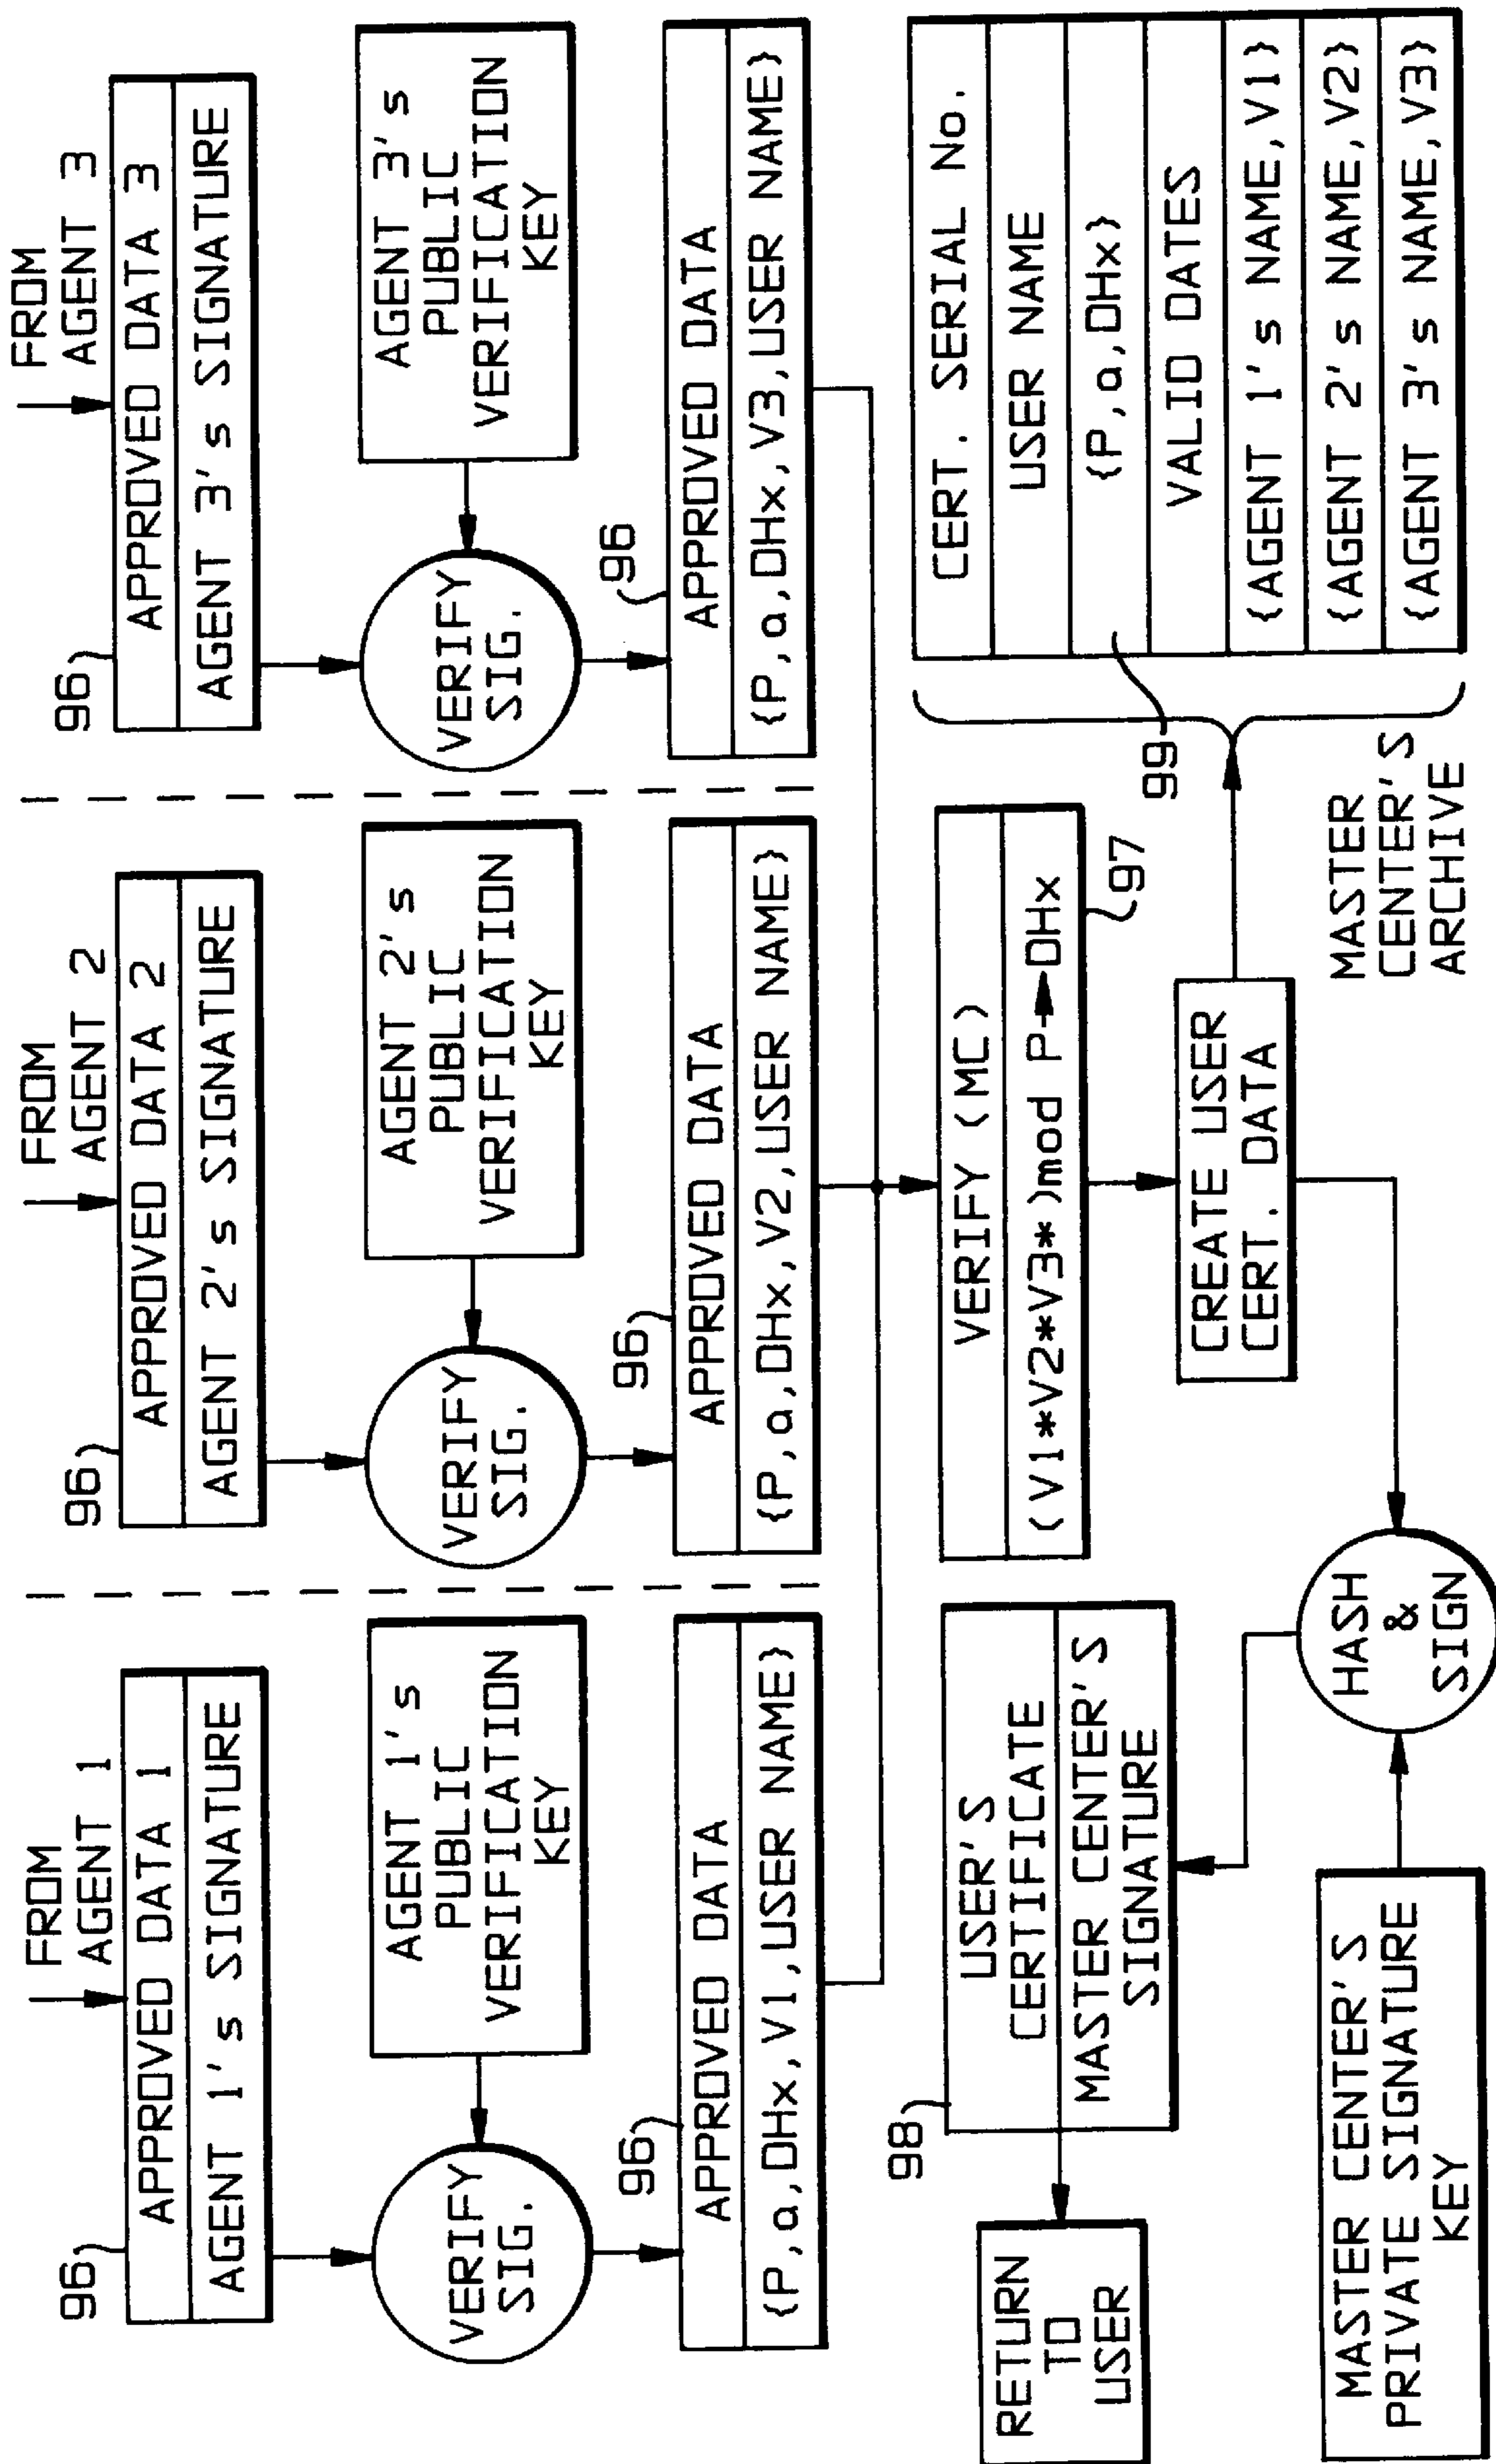 FROM
AGENT 1
96
APPROVED DATA 1
AGENT 1's SIGNATURE
AGENT 1's
PUBLIC
VERIFICATION
KEY
VERIFY
SIG.
96
APPROVED DATA
{P,a,DHx,V1,USER NAME}
FROM
AGENT 2
96
APPROVED DATA 2
AGENT 2's SIGNATURE
AGENT 2's
PUBLIC
VERIFICATION
KEY
VERIFY
SIG.
96
APPROVED DATA
{P,a,DHx,V2,USER NAME}
FROM
AGENT 3
96
APPROVED DATA 3
AGENT 3's SIGNATURE
AGENT 3's
PUBLIC
VERIFICATION
KEY
VERIFY
SIG.
96
APPROVED DATA
{P,a,DHx,V3,USER NAME}
VERIFY (MC)
(V1*V2*V3*)mod P→DHx
97
CREATE USER
CERT. DATA
98
USER'S
CERTIFICATE
MASTER CENTER'S
SIGNATURE
RETURN
TO
USER
HASH
&
SIGN
MASTER CENTER'S
PRIVATE SIGNATURE
KEY
99
CERT. SERIAL No.
USER NAME
{P,a,DHx}
VALID DATES
{AGENT 1's NAME,V1}
{AGENT 2's NAME,V2}
{AGENT 3's NAME,V3}
MASTER
CENTER'S
ARCHIVE